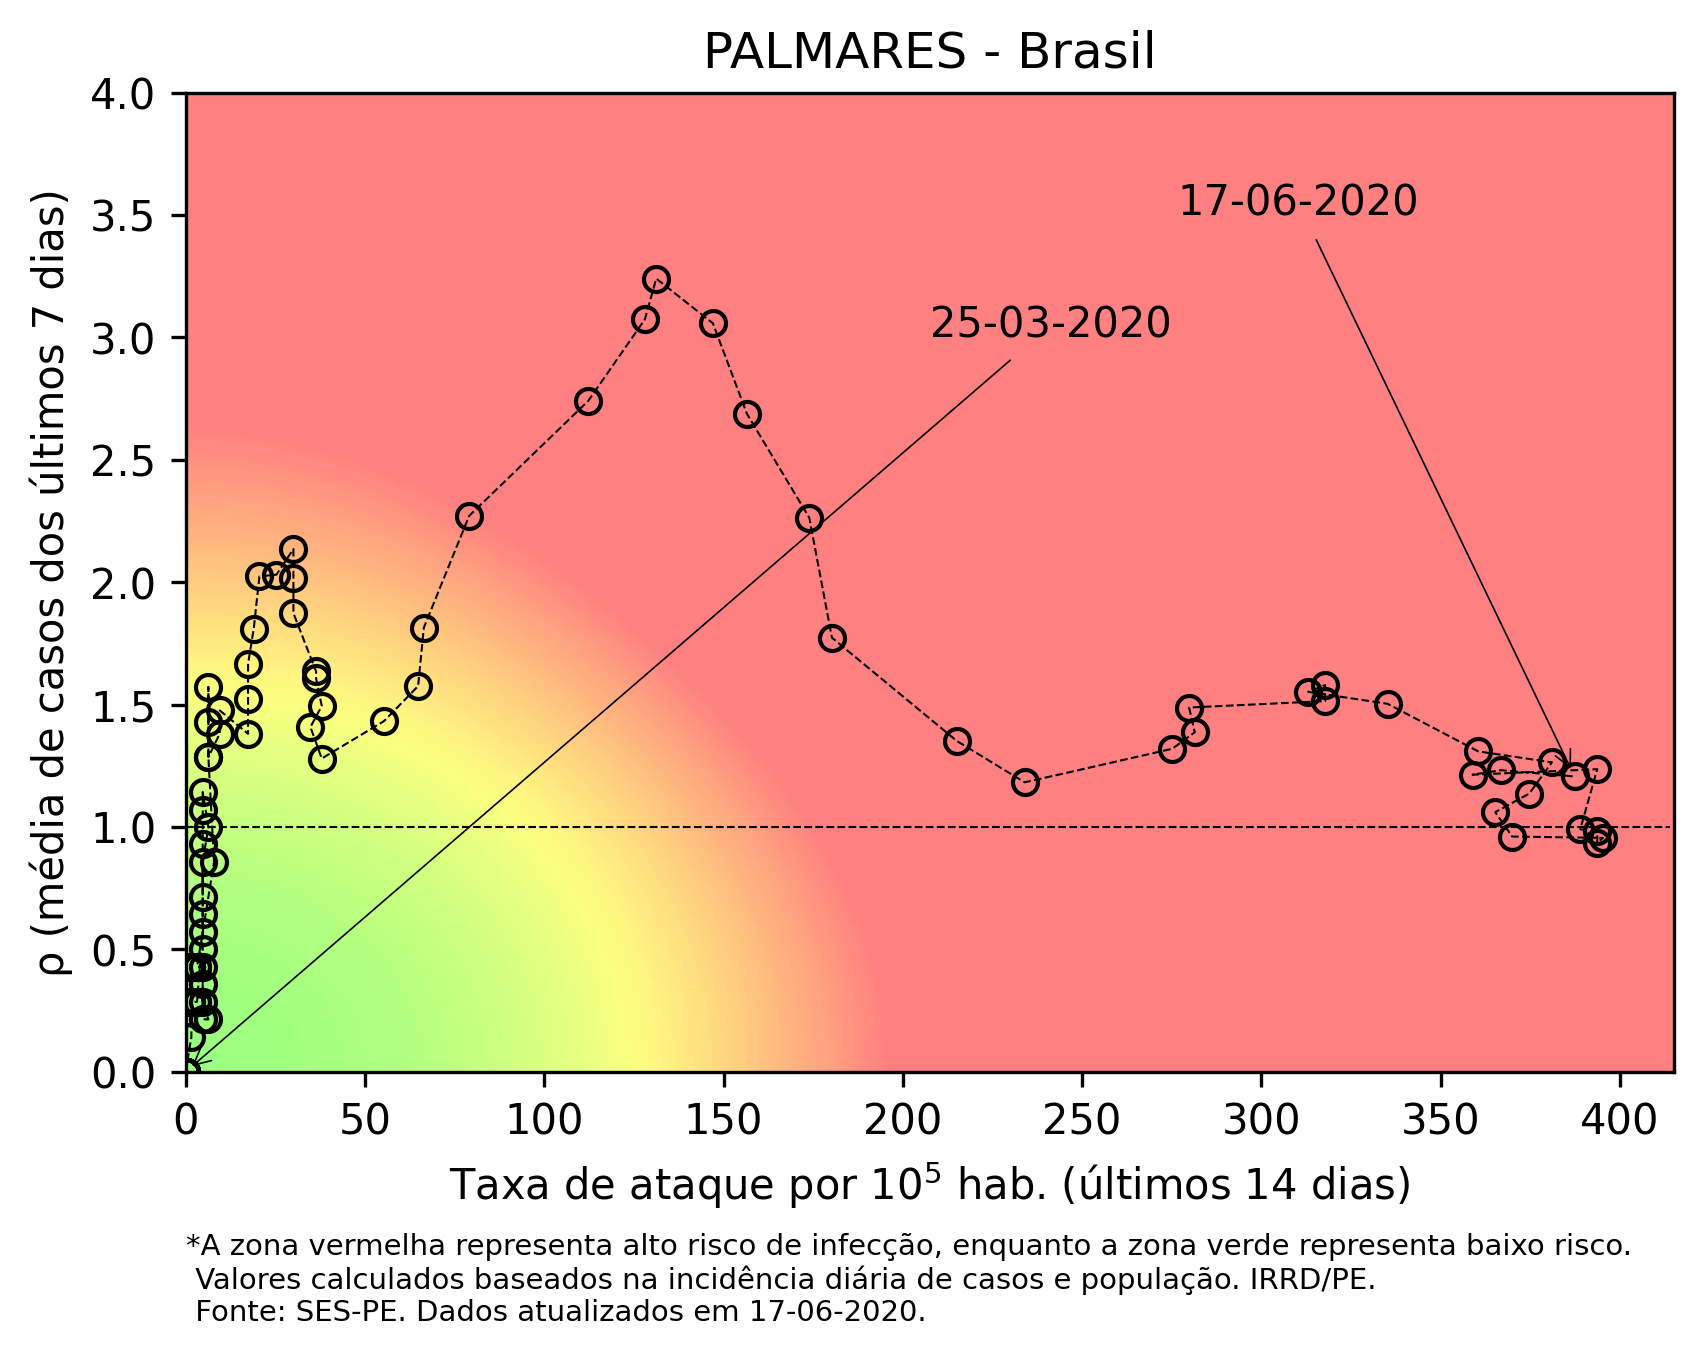 PALMARES - Brasil
4.0
3.5
3.0
2.5
2.0
1.5
1.0
0.5
0.0
ρ (média de casos dos últimos 7 dias)
17-06-2020
25-03-2020
0 50 100 150 200 250 300 350 400
Taxa de ataque por 10⁵ hab. (últimos 14 dias)
*A zona vermelha representa alto risco de infecção, enquanto a zona verde representa baixo risco.
Valores calculados baseados na incidência diária de casos e população. IRRD/PE.
Fonte: SES-PE. Dados atualizados em 17-06-2020.